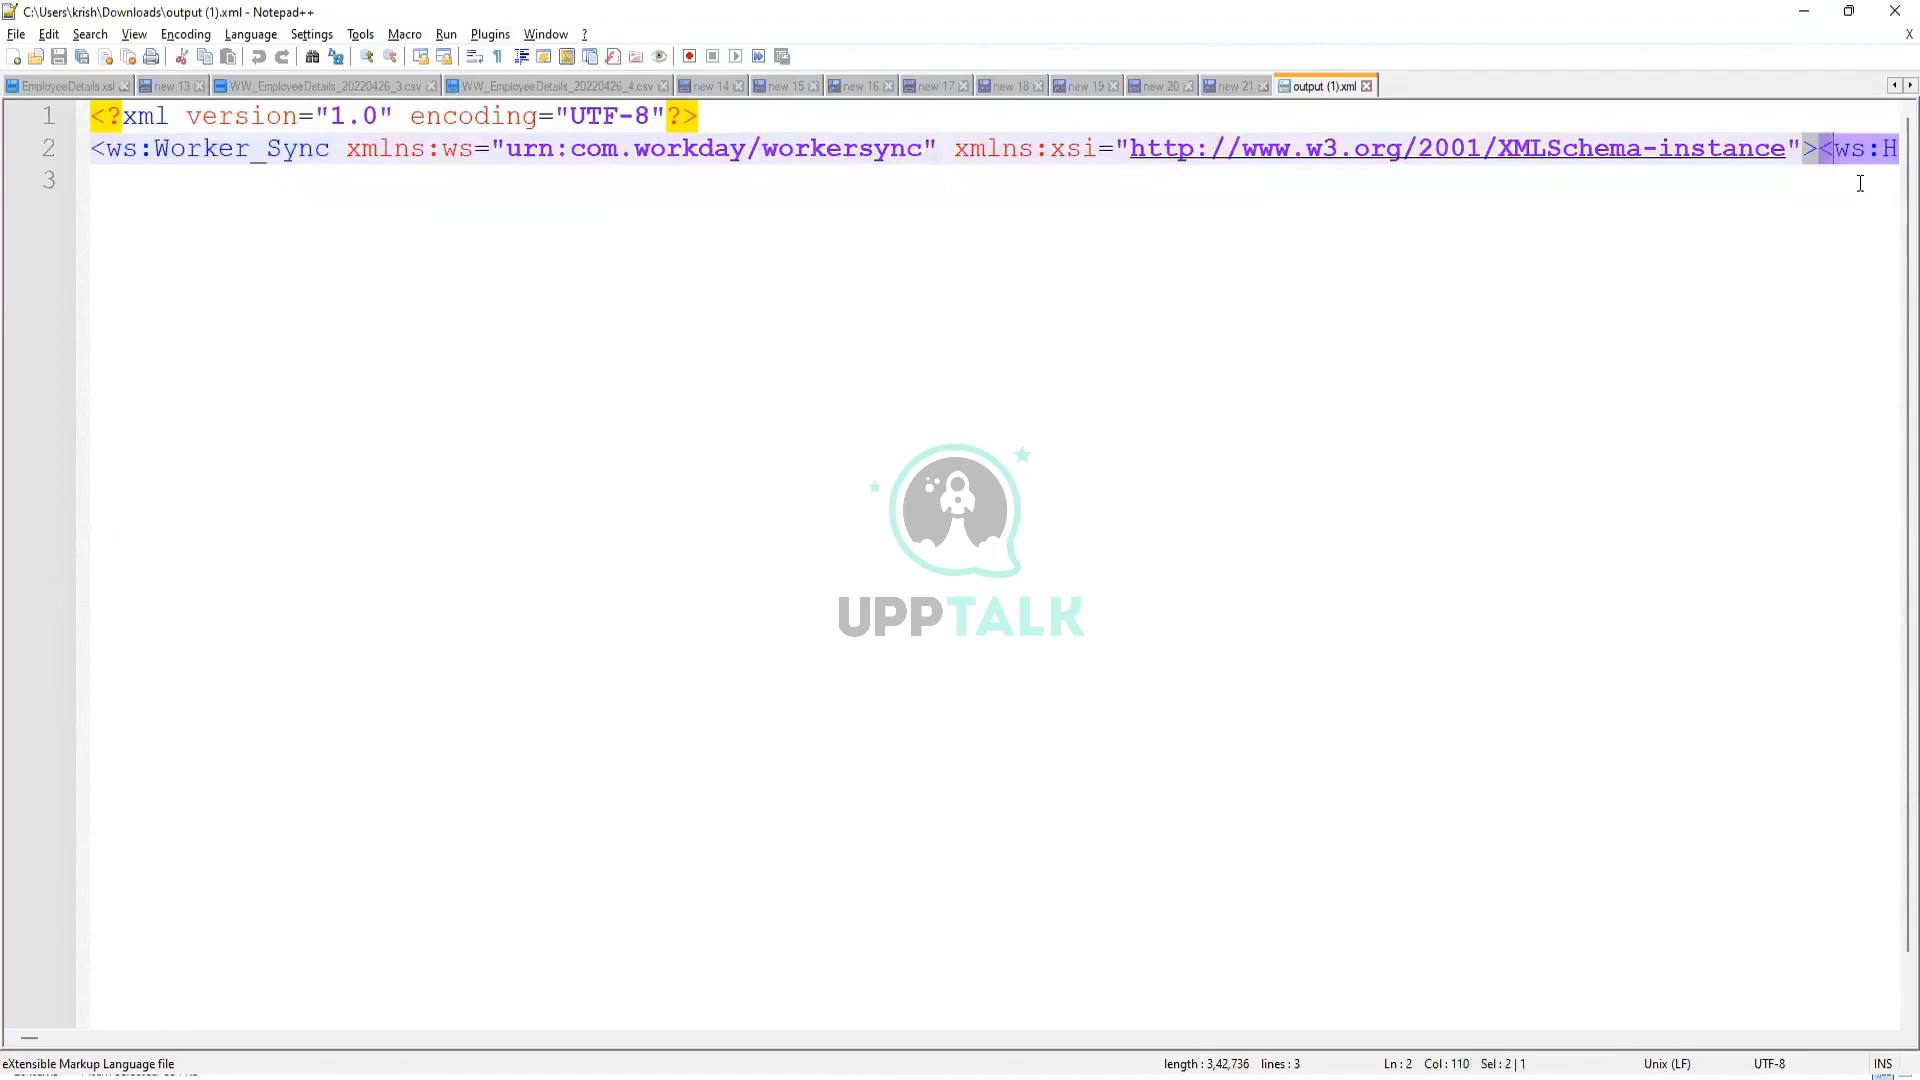 C:\Users\krish\Downloads\output (1).xml - Notepad++
File Edit Search View Encoding Language Settings Tools Macro Run Plugins Window ?
X
EmployeeDetails.xsl new 13 WW_EmployeeDetails_20220426_3.csv WW_EmployeeDetails_20220426_4.csv new 14 new 15 new 16 new 17 new 18 new 19 new 20 new 21 output (1).xml
1 <?xml version="1.0" encoding="UTF-8"?>
2 <ws:Worker_Sync xmlns:ws="urn:com.workday/workersync" xmlns:xsi="http://www.w3.org/2001/XMLSchema-instance"><ws:H
3
UPPTALK
eXtensible Markup Language file length : 3,42,736 lines : 3 Ln : 2 Col : 110 Sel : 2 | 1 Unix (LF) UTF-8 INS